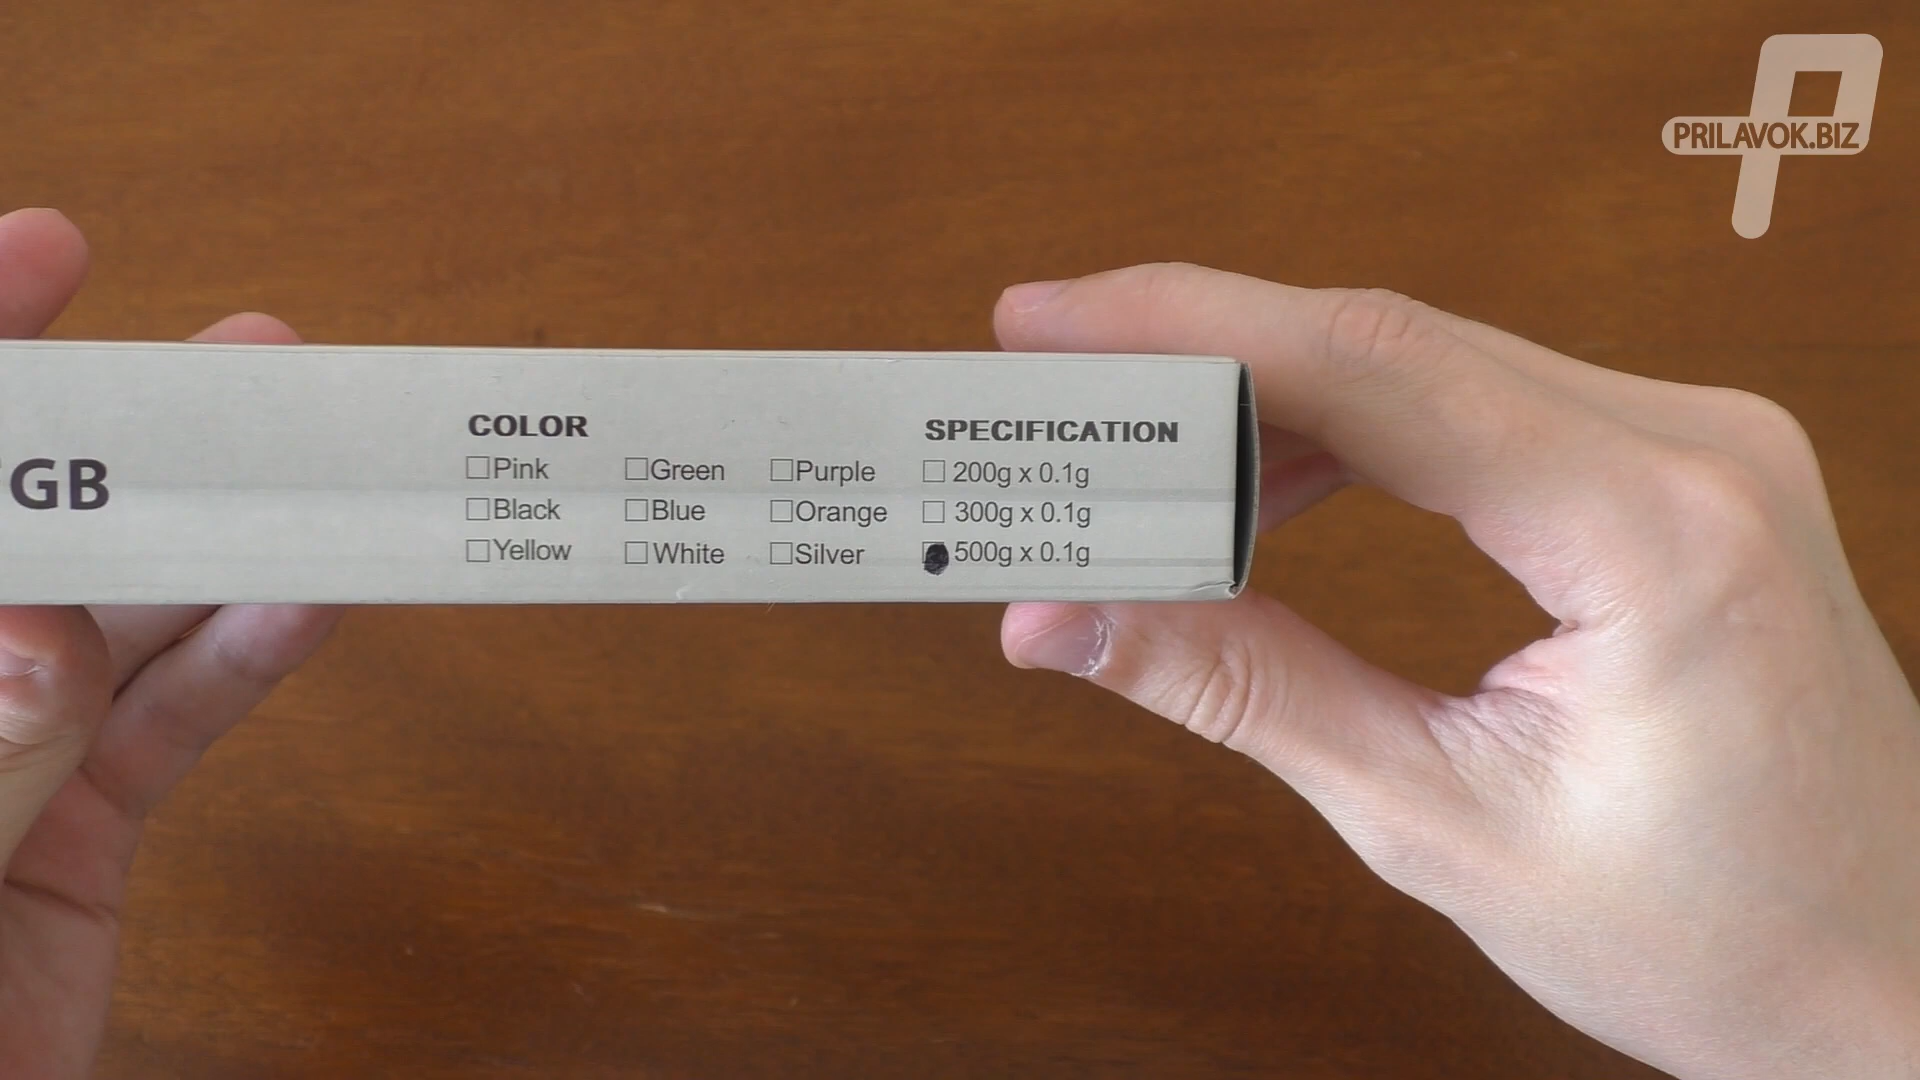 PRILAVOK.BIZ
GB
COLOR
Pink Green Purple
Black Blue Orange
Yellow White Silver
SPECIFICATION
200g x 0.1g
300g x 0.1g
500g x 0.1g